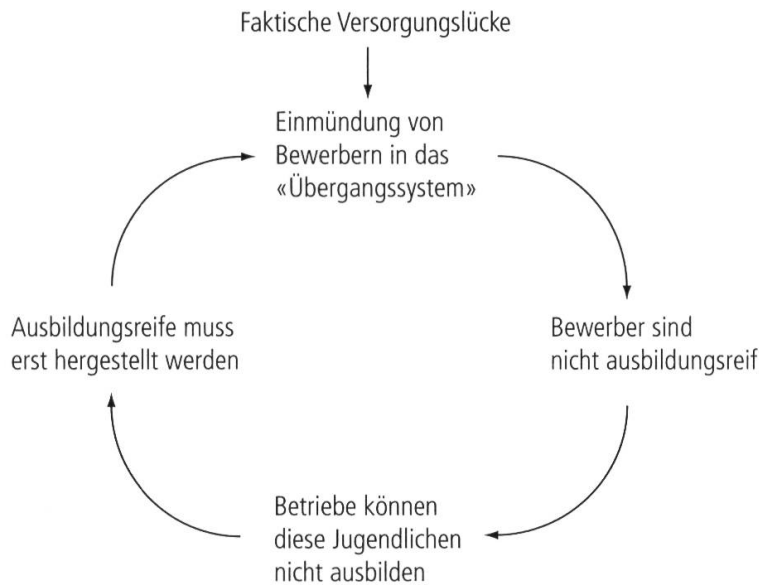 Faktische Versorgungslücke
Einmündung von
Bewerbern in das
«Übergangssystem»
Bewerber sind
nicht ausbildungsreif
Betriebe können
diese Jugendlichen
nicht ausbilden
Ausbildungsreife muss
erst hergestellt werden